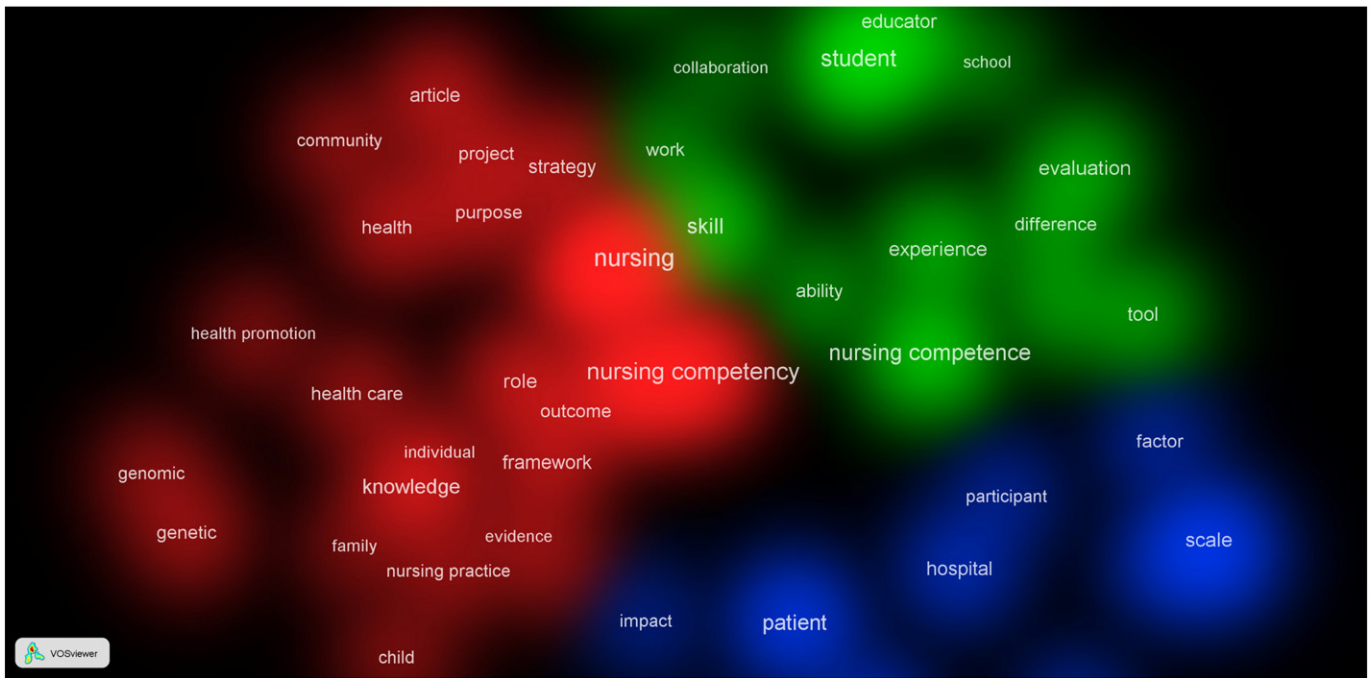 educator
student
school
collaboration
article
community
project
strategy
work
evaluation
health
purpose
skill
difference
nursing
experience
ability
tool
health promotion
nursing competence
nursing competency
role
health care
outcome
factor
individual
framework
genomic
knowledge
participant
genetic
evidence
scale
family
nursing practice
hospital
impact
patient
child
VOSviewer